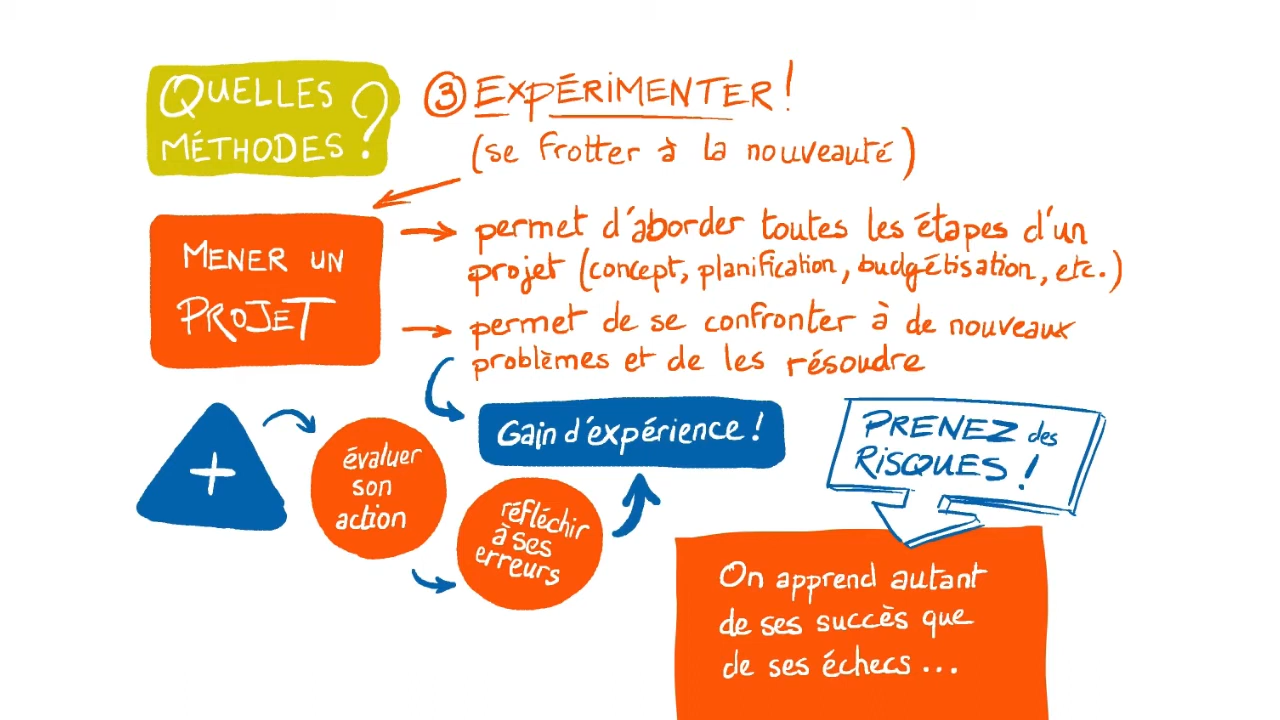 QUELLES
MÉTHODES ?
③ EXPÉRIMENTER !
(se frotter à la nouveauté)
MENER UN
PROJET
permet d'aborder toutes les étapes d'un
projet (concept, planification, budgétisation, etc.)
permet de se confronter à de nouveaux
problèmes et de les résoudre
+
évaluer
son
action
réfléchir
à ses
erreurs
Gain d'expérience !
PRENEZ des
RISQUES !
On apprend autant
de ses succès que
de ses échecs ...